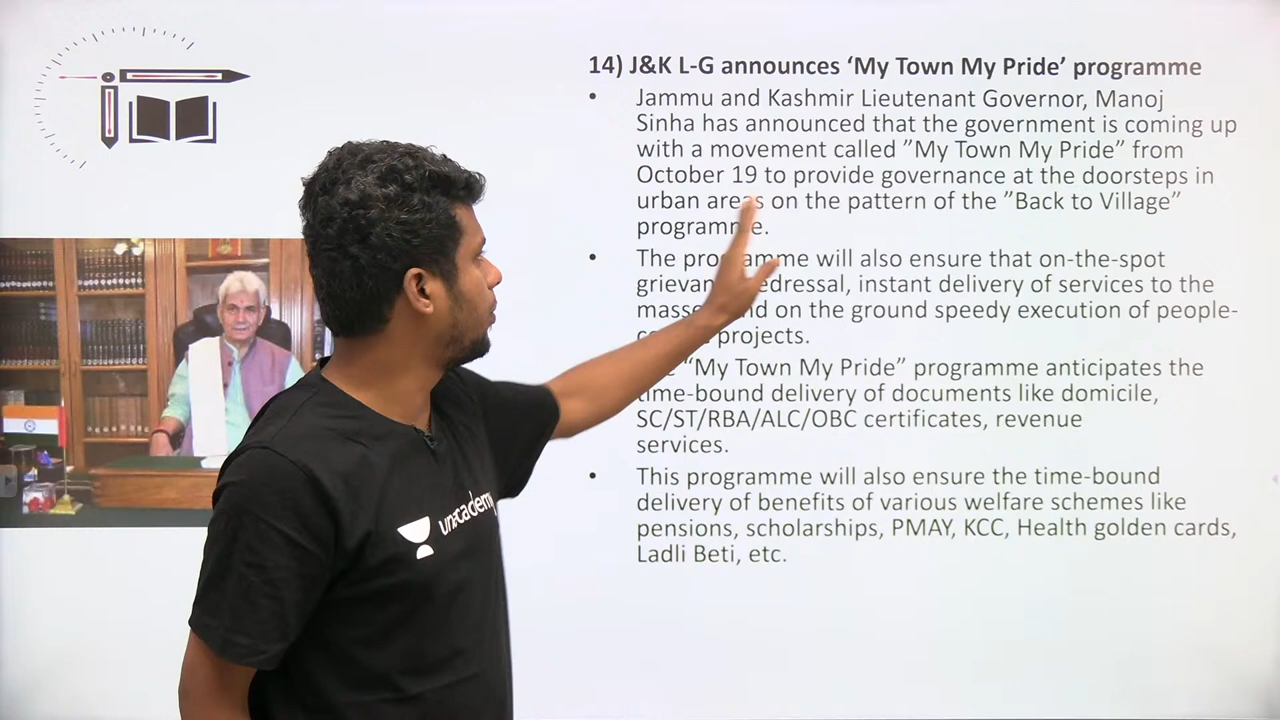 14) J&K L-G announces ‘My Town My Pride’ programme
• Jammu and Kashmir Lieutenant Governor, Manoj
Sinha has announced that the government is coming up
with a movement called ”My Town My Pride” from
October 19 to provide governance at the doorsteps in
urban areas on the pattern of the ”Back to Village”
programme.
• The programme will also ensure that on-the-spot
grievance redressal, instant delivery of services to the
masses and on the ground speedy execution of people-
projects.
“My Town My Pride” programme anticipates the
time-bound delivery of documents like domicile,
SC/ST/RBA/ALC/OBC certificates, revenue
services.
• This programme will also ensure the time-bound
delivery of benefits of various welfare schemes like
pensions, scholarships, PMAY, KCC, Health golden cards,
Ladli Beti, etc.
unacademy